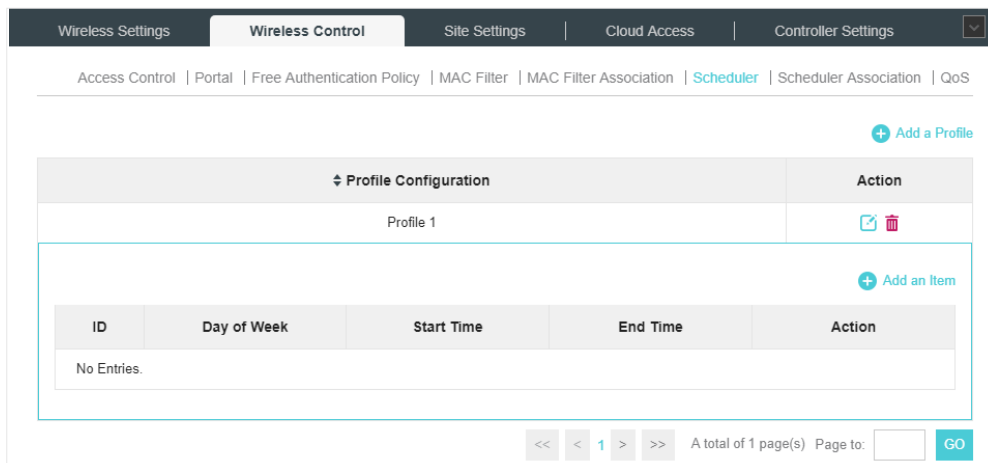 Wireless Settings Wireless Control Site Settings | Cloud Access | Controller Settings
Access Control | Portal | Free Authentication Policy | MAC Filter | MAC Filter Association | Scheduler | Scheduler Association | QoS
Add a Profile
Profile Configuration Action
Profile 1
Add an Item
ID Day of Week Start Time End Time Action
No Entries.
<< < 1 > >> A total of 1 page(s) Page to: GO